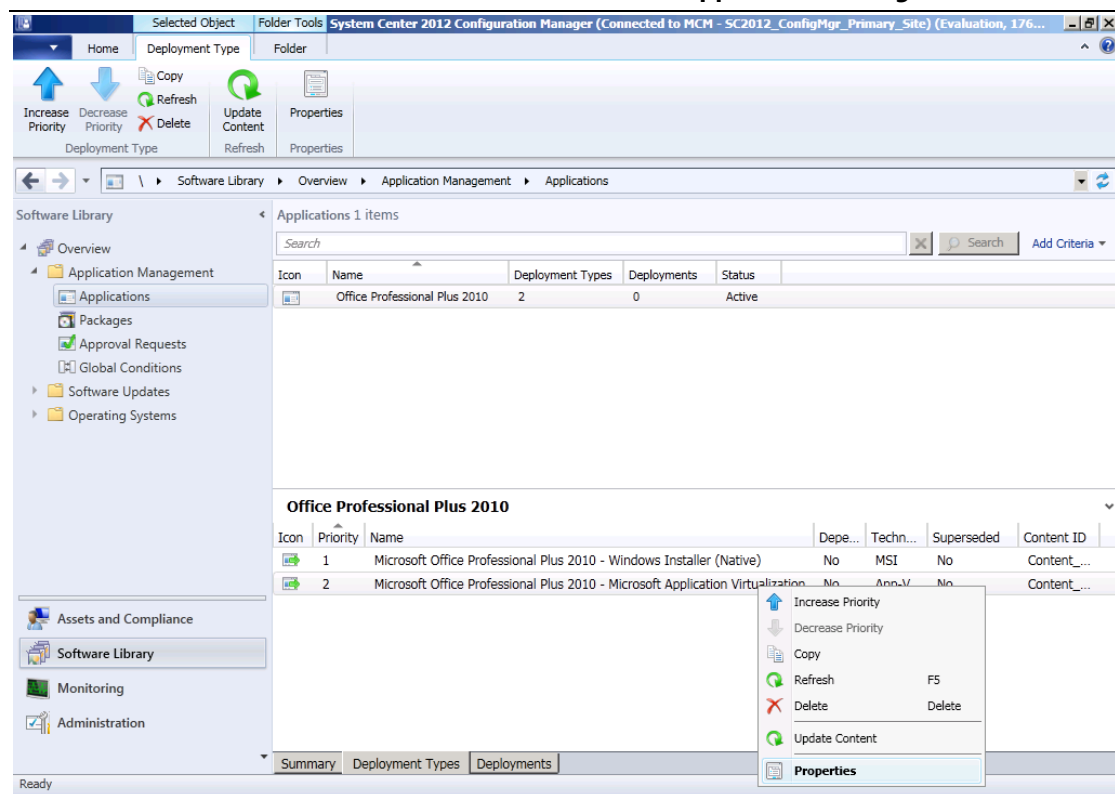 Selected Object Folder Tools System Center 2012 Configuration Manager (Connected to MCM - SC2012_ConfigMgr_Primary_Site) (Evaluation, 176...
Home Deployment Type Folder
Increase Priority
Decrease Priority
Copy
Refresh
Delete
Update Content
Properties
Deployment Type Refresh Properties
\ Software Library Overview Application Management Applications
Software Library
Overview
Application Management
Applications
Packages
Approval Requests
Global Conditions
Software Updates
Operating Systems
Assets and Compliance
Software Library
Monitoring
Administration
Applications 1 items
Search Search Add Criteria
Icon Name Deployment Types Deployments Status
Office Professional Plus 2010 2 0 Active
Office Professional Plus 2010
Icon Priority Name Depe... Techn... Superseded Content ID
1 Microsoft Office Professional Plus 2010 - Windows Installer (Native) No MSI No Content_...
2 Microsoft Office Professional Plus 2010 - Microsoft Application Virtualization No App-V No Content_...
Increase Priority
Decrease Priority
Copy
Refresh F5
Delete Delete
Update Content
Properties
Summary Deployment Types Deployments
Ready